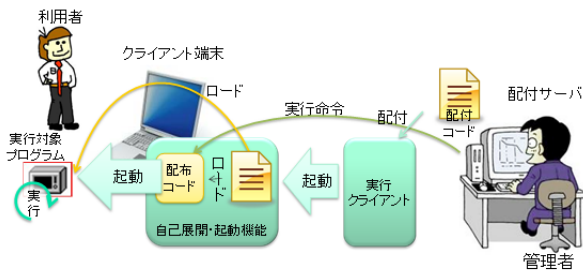 利用者
クライアント端末
ロード
実行命令
配付
配付
コード
配付サーバ
実行対象
プログラム
起動
配布
コード
ロード
起動
実行
クライアント
実行
自己展開・起動機能
管理者